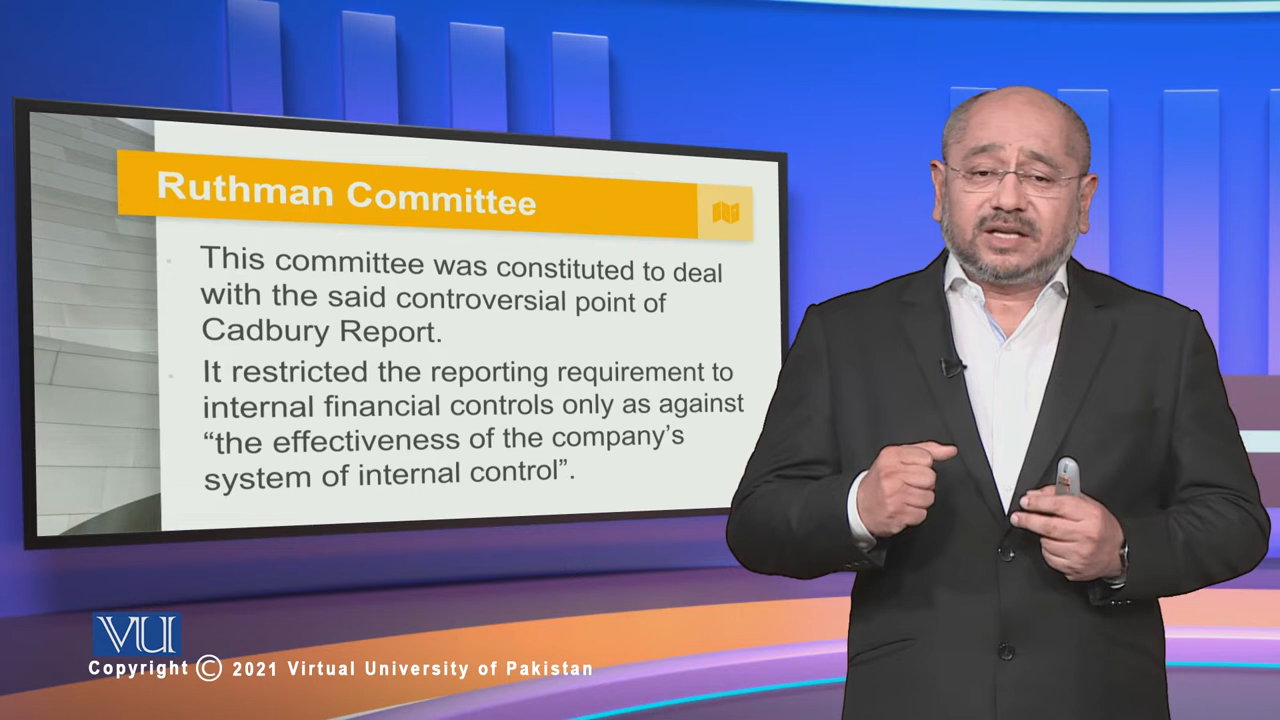 Ruthman Committee
This committee was constituted to deal
with the said controversial point of
Cadbury Report.
It restricted the reporting requirement to
internal financial controls only as against
“the effectiveness of the company’s
system of internal control”.
VU
Copyright © 2021 Virtual University of Pakistan